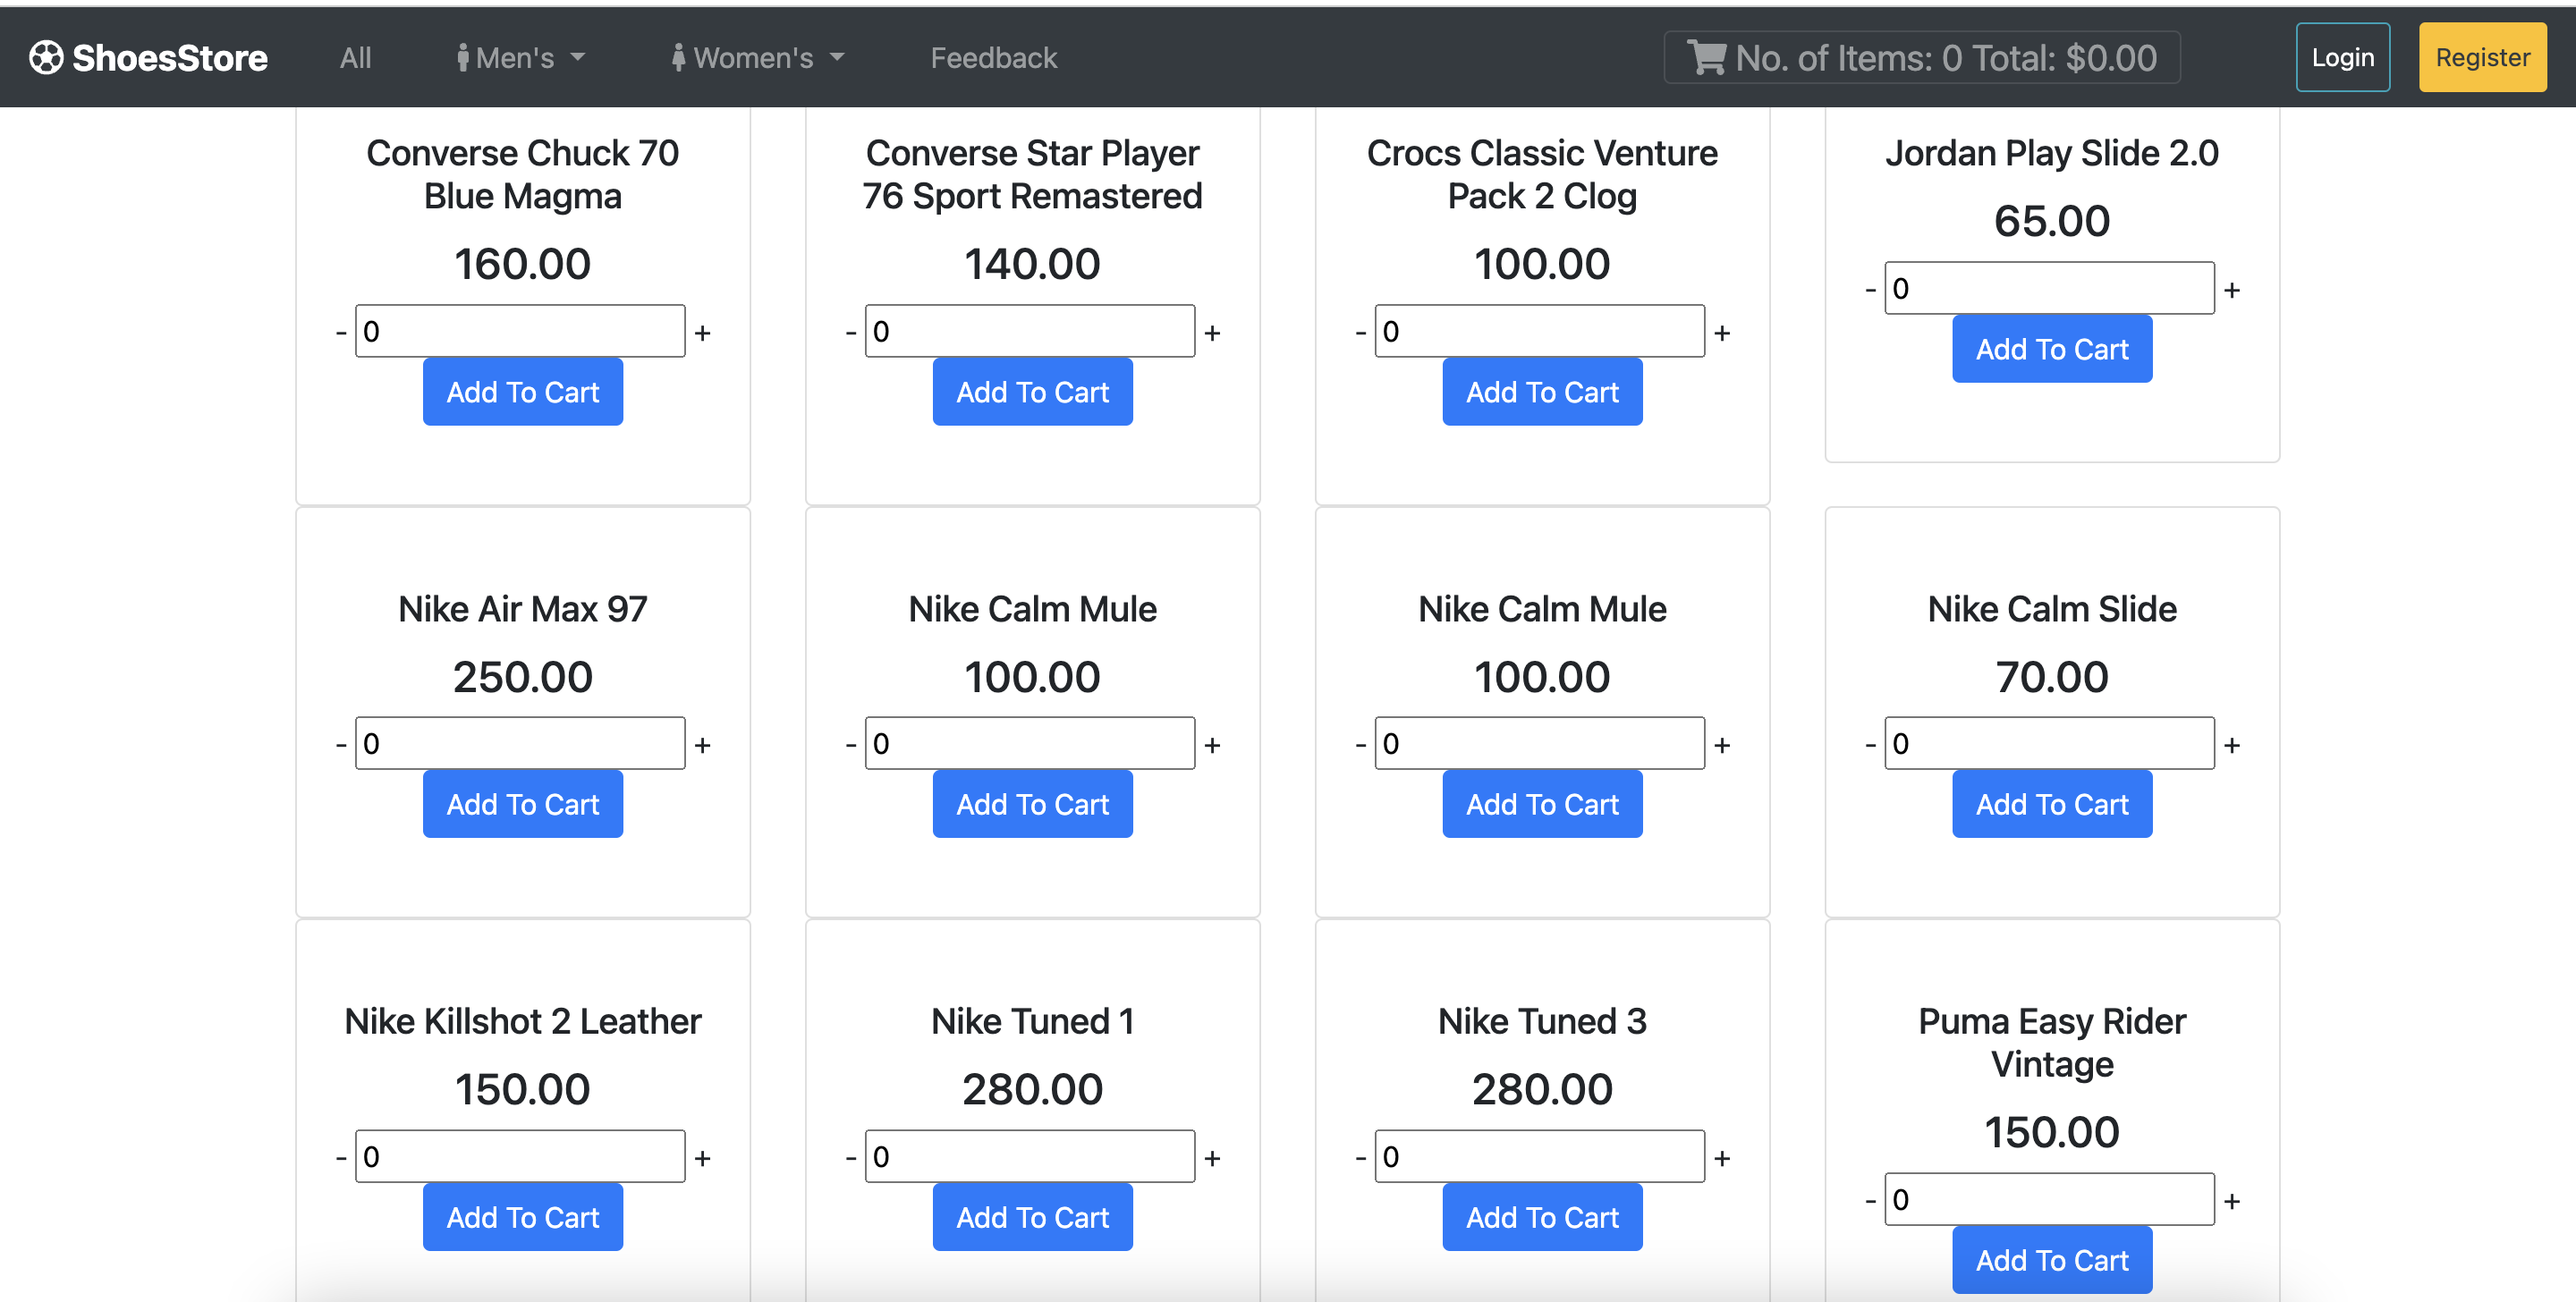 ShoesStore All Men's Women's Feedback No. of Items: 0 Total: $0.00 Login Register
Converse Chuck 70
Blue Magma
160.00
- 0 +
Add To Cart
Converse Star Player
76 Sport Remastered
140.00
- 0 +
Add To Cart
Crocs Classic Venture
Pack 2 Clog
100.00
- 0 +
Add To Cart
Jordan Play Slide 2.0
65.00
- 0 +
Add To Cart
Nike Air Max 97
250.00
- 0 +
Add To Cart
Nike Calm Mule
100.00
- 0 +
Add To Cart
Nike Calm Mule
100.00
- 0 +
Add To Cart
Nike Calm Slide
70.00
- 0 +
Add To Cart
Nike Killshot 2 Leather
150.00
- 0 +
Add To Cart
Nike Tuned 1
280.00
- 0 +
Add To Cart
Nike Tuned 3
280.00
- 0 +
Add To Cart
Puma Easy Rider
Vintage
150.00
- 0 +
Add To Cart